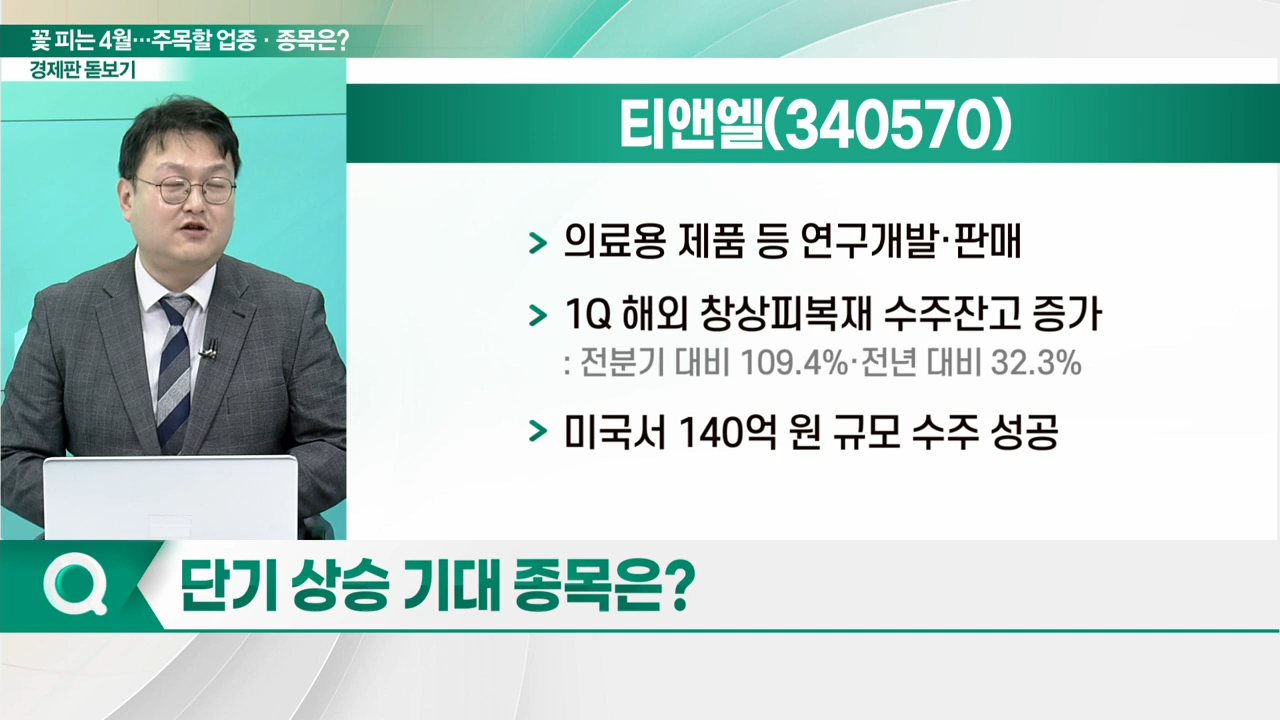 꽃 피는 4월…주목할 업종·종목은?
경제판 돋보기
티앤엘(340570)
> 의료용 제품 등 연구개발·판매
> 1Q 해외 창상피복재 수주잔고 증가
: 전분기 대비 109.4%·전년 대비 32.3%
> 미국서 140억 원 규모 수주 성공
Q 단기 상승 기대 종목은?